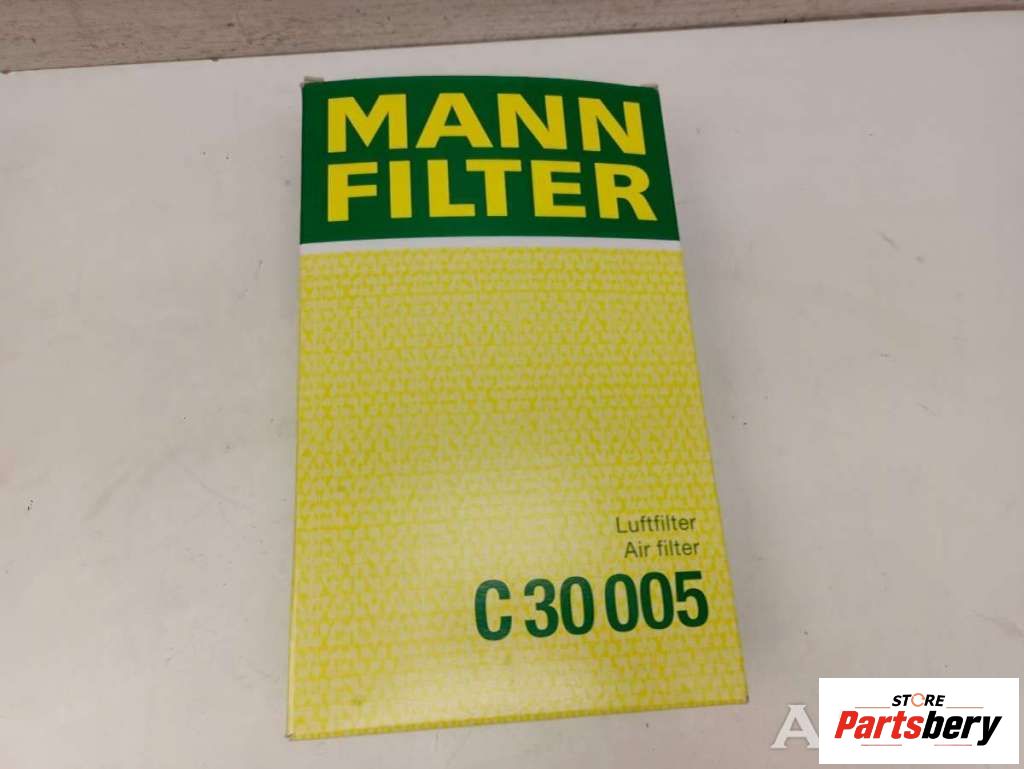 MANN
FILTER
Luftfilter
Air filter
C 30 005
STORE
Partsbery